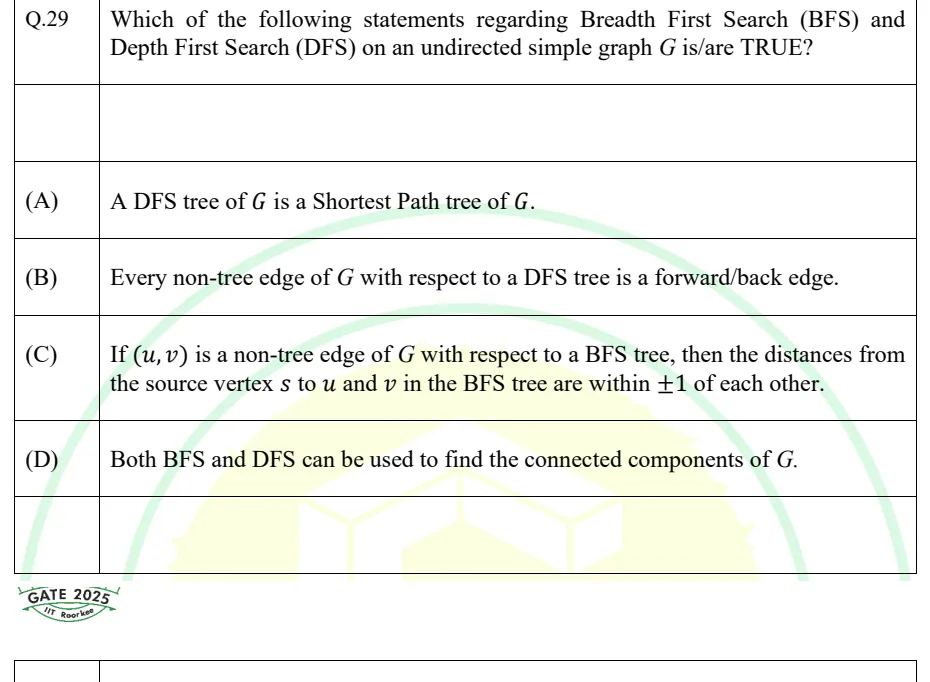 Q.29 Which of the following statements regarding Breadth First Search (BFS) and
Depth First Search (DFS) on an undirected simple graph G is/are TRUE?
(A) A DFS tree of G is a Shortest Path tree of G.
(B) Every non-tree edge of G with respect to a DFS tree is a forward/back edge.
(C) If (u, v) is a non-tree edge of G with respect to a BFS tree, then the distances from
the source vertex s to u and v in the BFS tree are within ±1 of each other.
(D) Both BFS and DFS can be used to find the connected components of G.
GATE 2025
IIT Roorkee